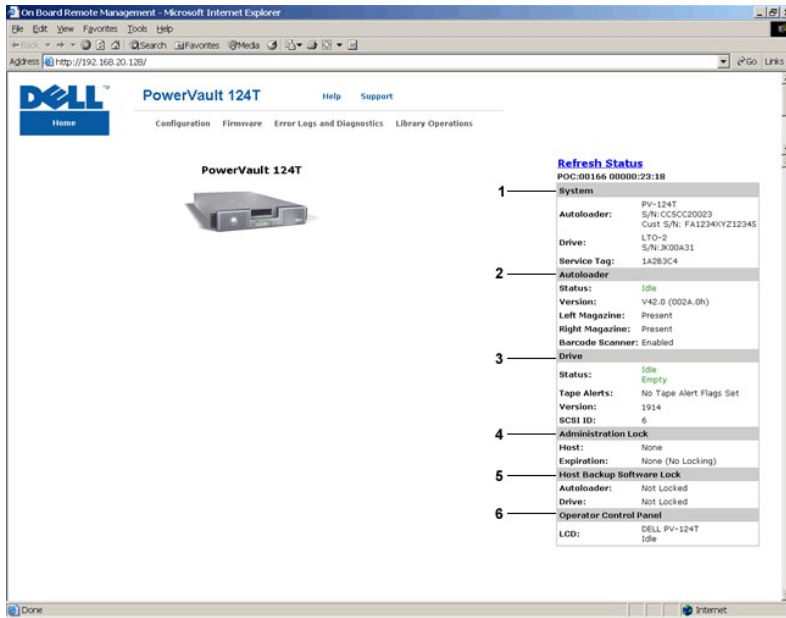 On Board Remote Management - Microsoft Internet Explorer
File Edit View Favorites Tools Help
Back Search Favorites Media
Address http://192.168.20.128/ Go Links
DELL™
PowerVault 124T Help Support
Home Configuration Firmware Error Logs and Diagnostics Library Operations
PowerVault 124T
Refresh Status
POC:00166 00000:23:18
1 System
Autoloader: PV-124T
S/N:CC5CC20023
Cust S/N: FA1234XYZ12345
Drive: LTO-2
S/N:JK00A31
Service Tag: 1A2B3C4
2 Autoloader
Status: Idle
Version: V42.0 (002A.0h)
Left Magazine: Present
Right Magazine: Present
Barcode Scanner: Enabled
3 Drive
Status: Idle
Empty
Tape Alerts: No Tape Alert Flags Set
Version: 1914
SCSI ID: 6
4 Administration Lock
Host: None
Expiration: None (No Locking)
5 Host Backup Software Lock
Autoloader: Not Locked
Drive: Not Locked
6 Operator Control Panel
LCD: DELL PV-124T
Idle
Done Internet